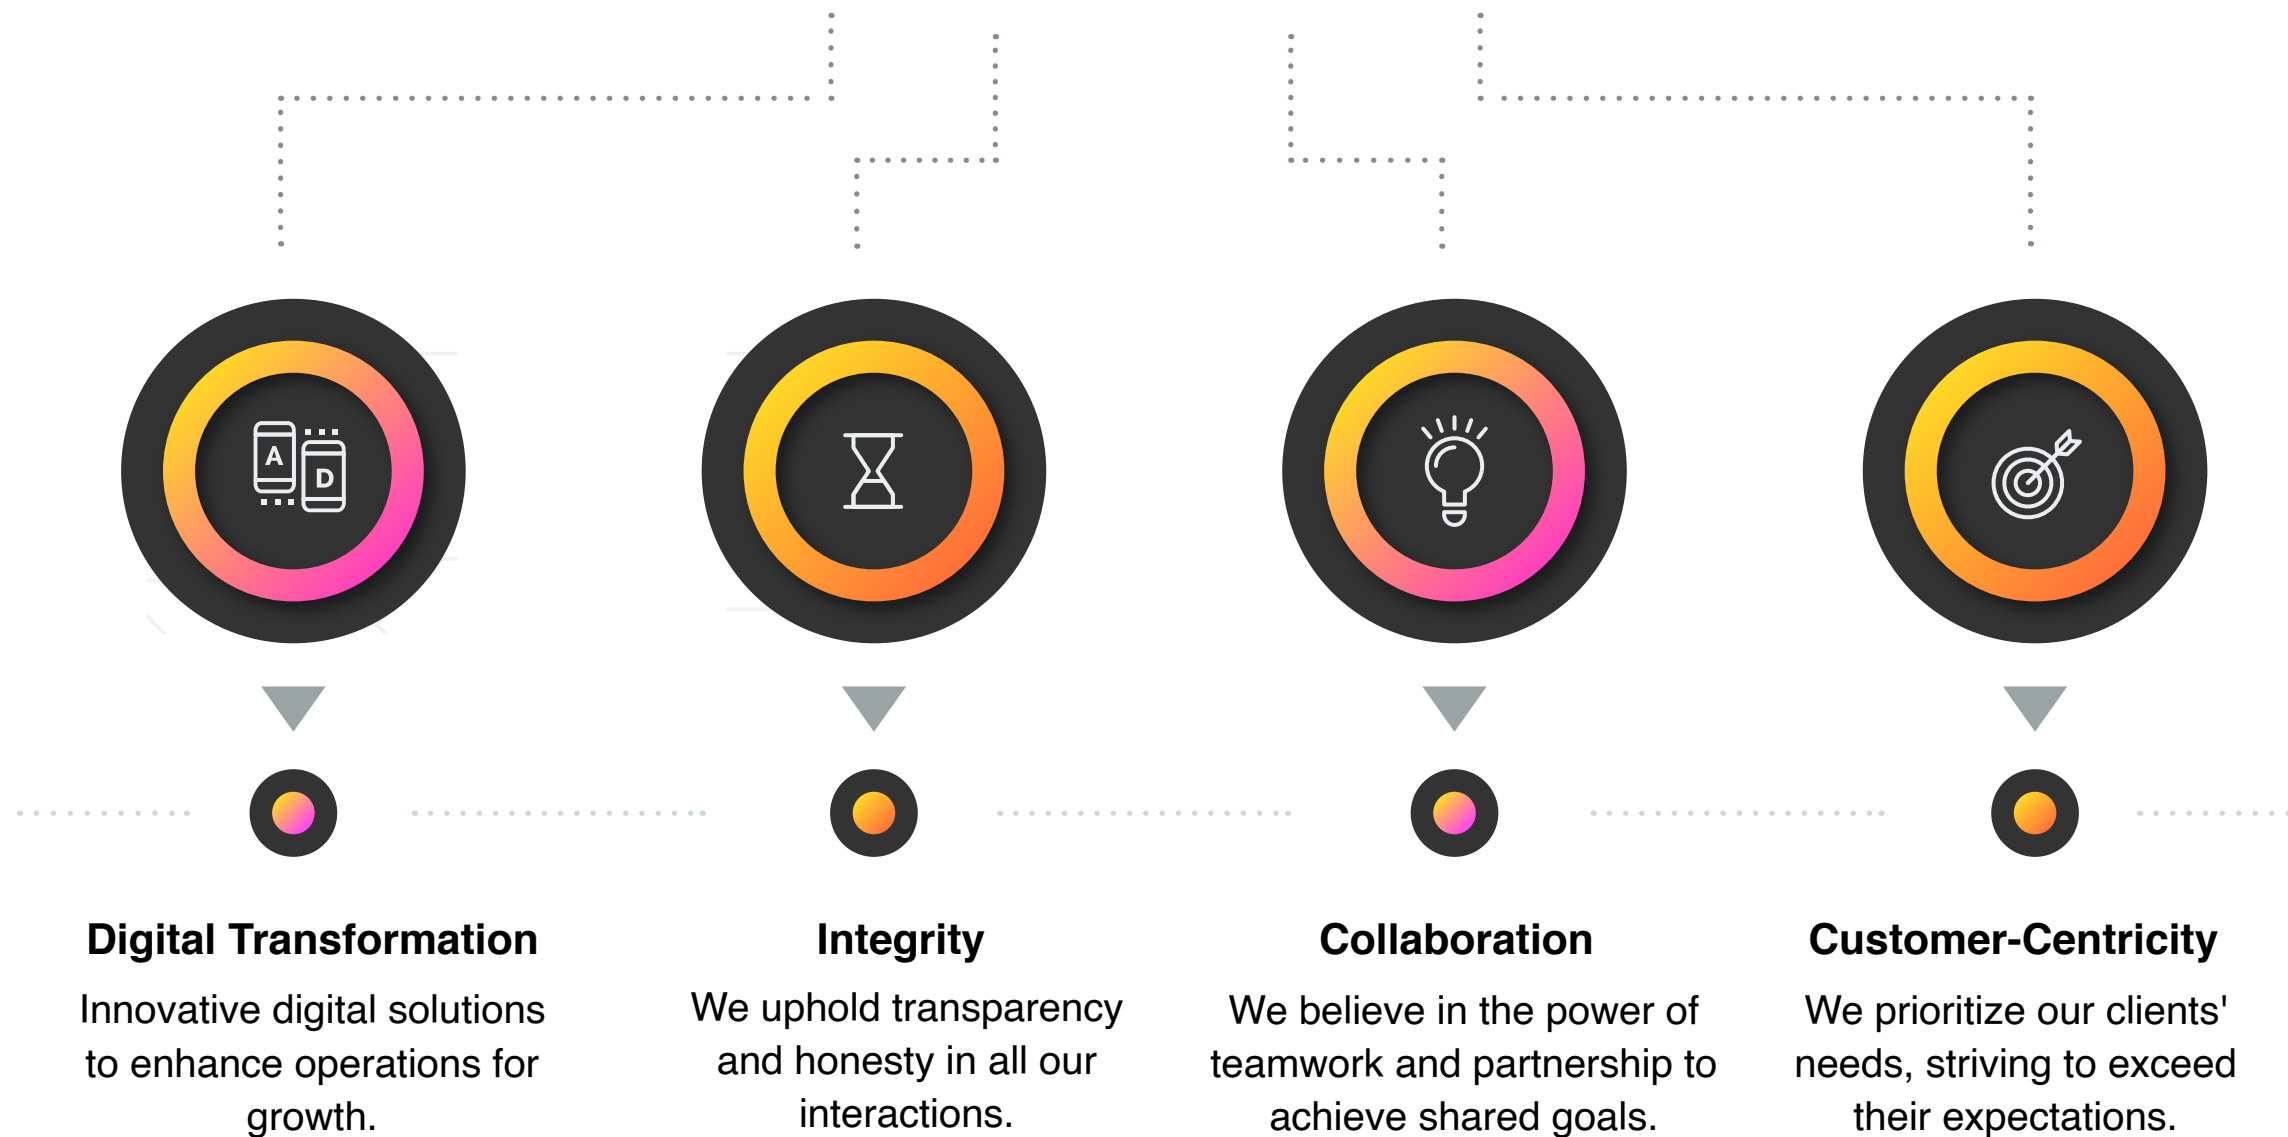 A
D
Digital Transformation
Innovative digital solutions
to enhance operations for
growth.
Integrity
We uphold transparency
and honesty in all our
interactions.
Collaboration
We believe in the power of
teamwork and partnership to
achieve shared goals.
Customer-Centricity
We prioritize our clients'
needs, striving to exceed
their expectations.